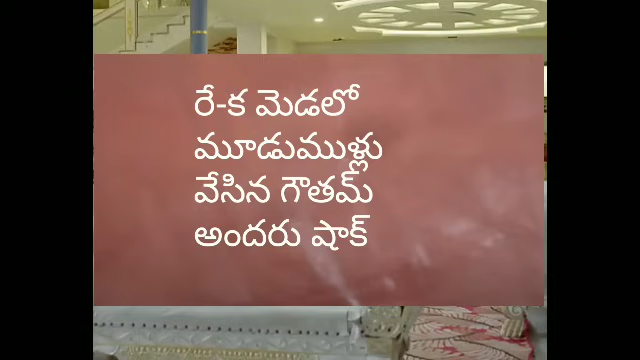 రే-క మెడలో
మూడుముళ్లు
వేసిన గౌతమ్
అందరు షాక్